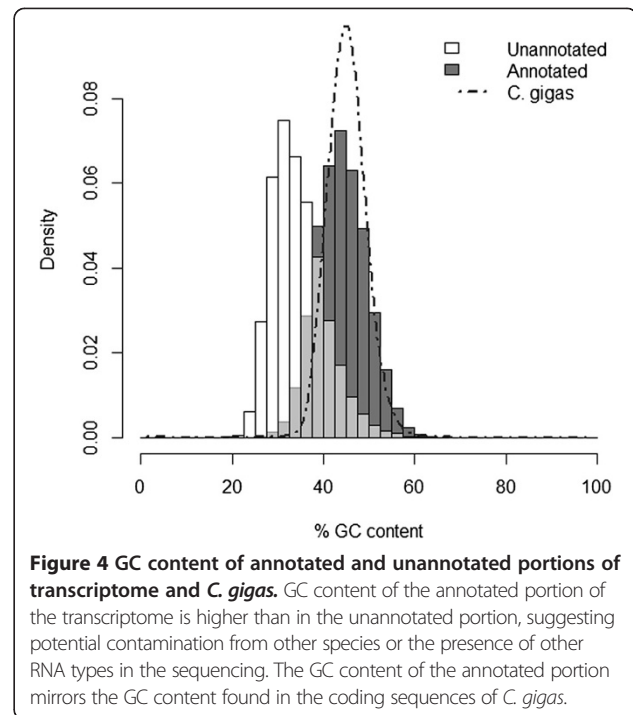 Unannotated
Annotated
C. gigas
0.08
0.06
0.04
0.02
0.00
Density
0
20
40
60
80
100
% GC content
Figure 4 GC content of annotated and unannotated portions of
transcriptome and C. gigas. GC content of the annotated portion of
the transcriptome is higher than in the unannotated portion, suggesting
potential contamination from other species or the presence of other
RNA types in the sequencing. The GC content of the annotated portion
mirrors the GC content found in the coding sequences of C. gigas.